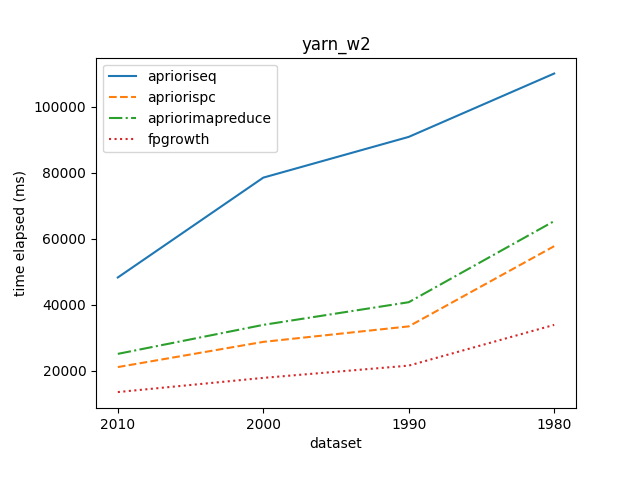 yarn_w2
aprioriseq
apriorispc
apriorimapreduce
fpgrowth
100000
80000
60000
40000
20000
time elapsed (ms)
2010 2000 1990 1980
dataset